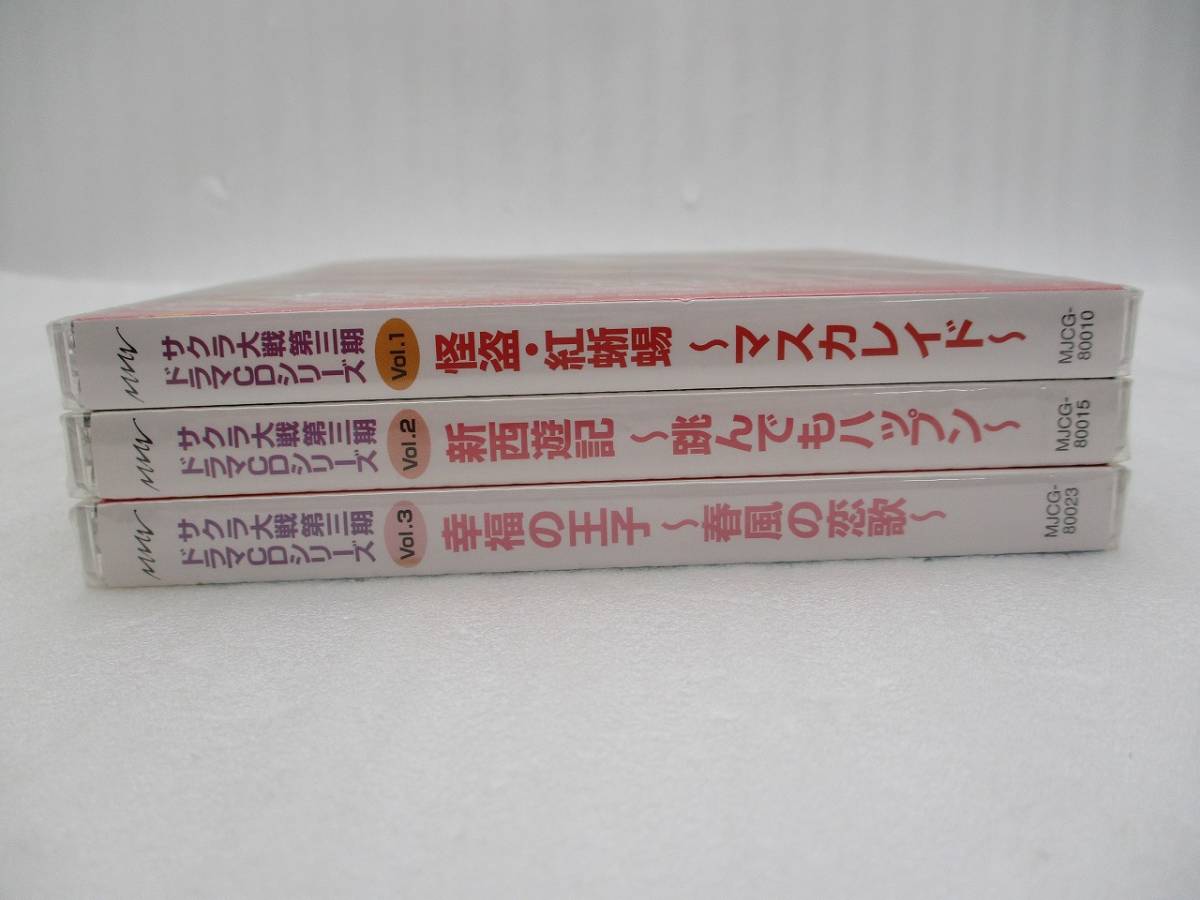 サクラ大戦第三期
ドラマCDシリーズ
Vol.1
怪盗・紅蜥蜴 〜マスカレイド〜
MJCG-
80010
サクラ大戦第三期
ドラマCDシリーズ
Vol.2
新西遊記 〜跳んでもハップン〜
MJCG-
80015
サクラ大戦第三期
ドラマCDシリーズ
Vol.3
幸福の王子 〜春風の恋歌〜
MJCG-
80023